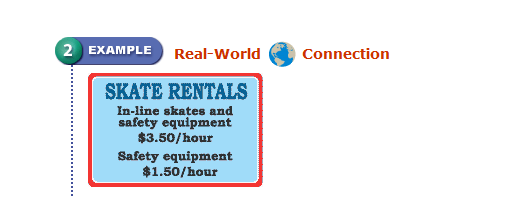 2 EXAMPLE Real-World Connection
SKATE RENTALS
In-line skates and
safety equipment
$3.50/hour
Safety equipment
$1.50/hour